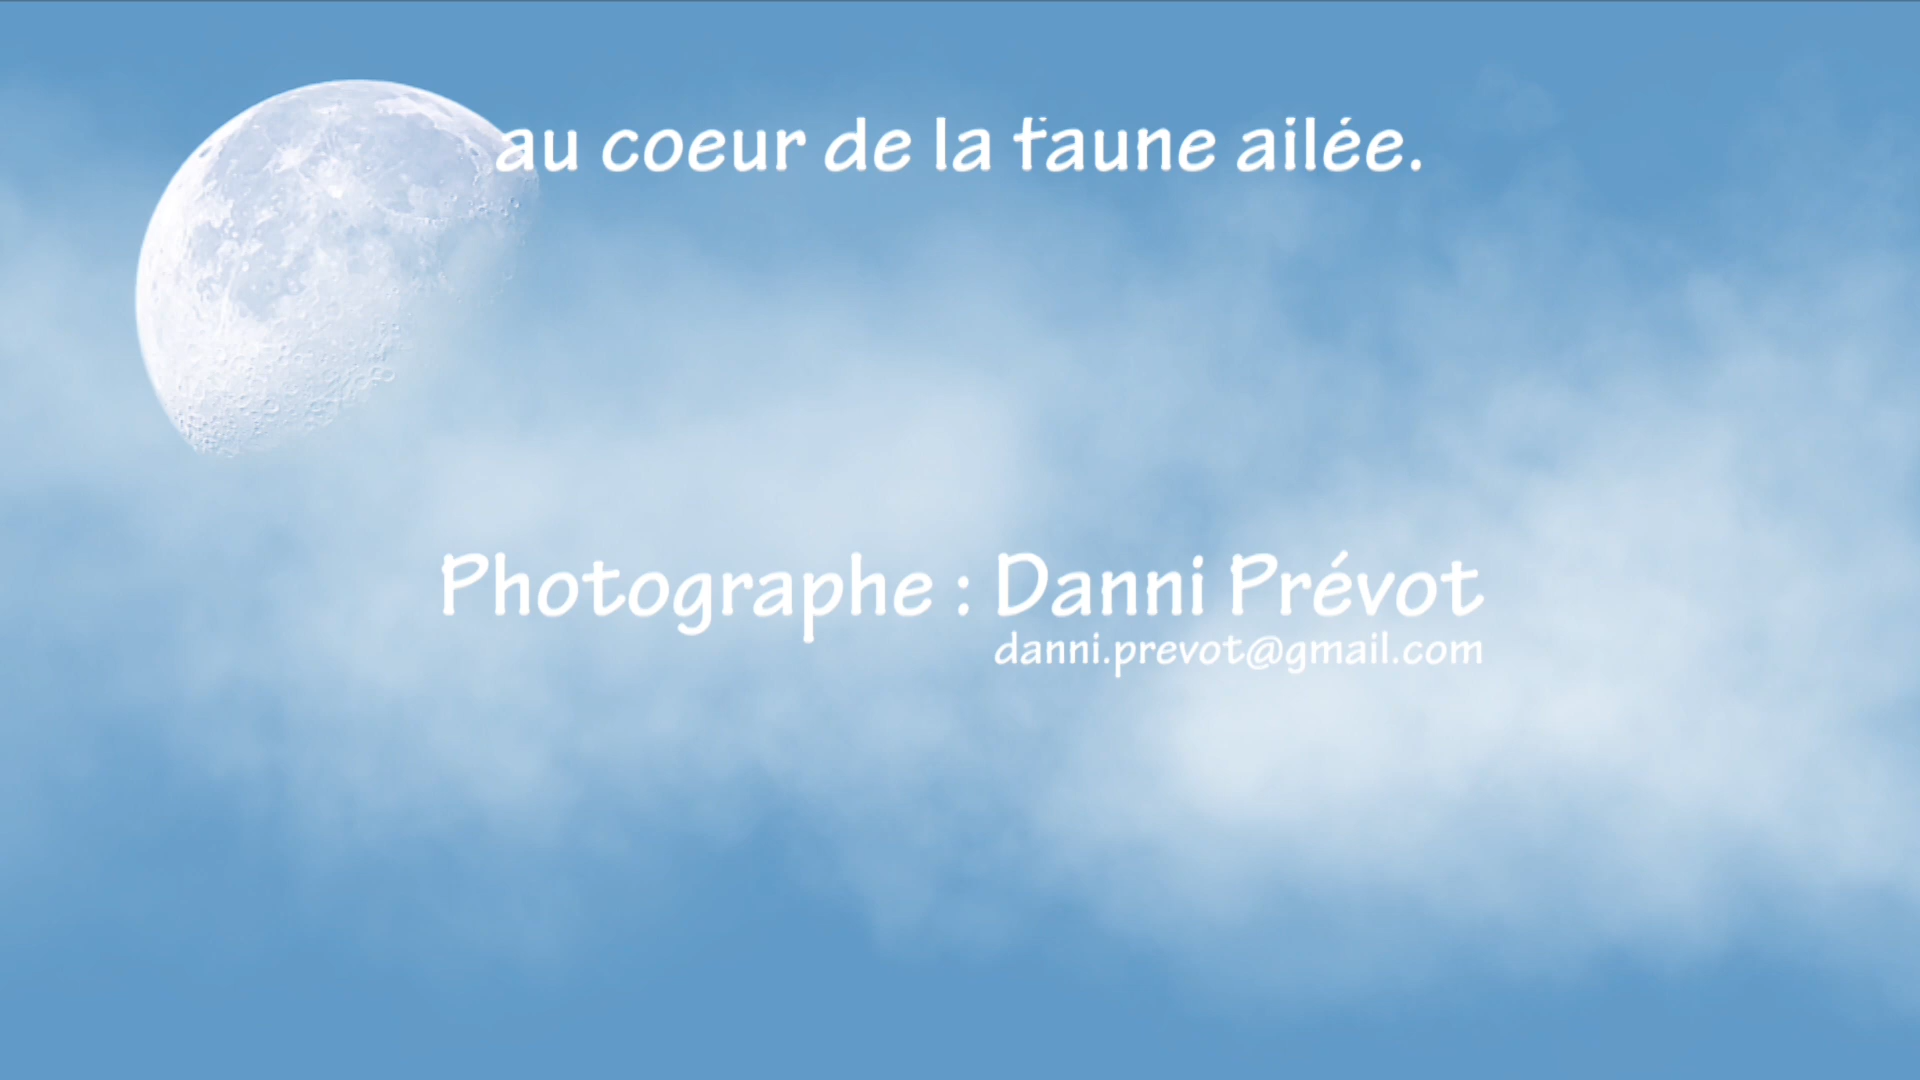 au coeur de la faune ailée.
Photographe : Danni Prévot
danni.prevot@gmail.com